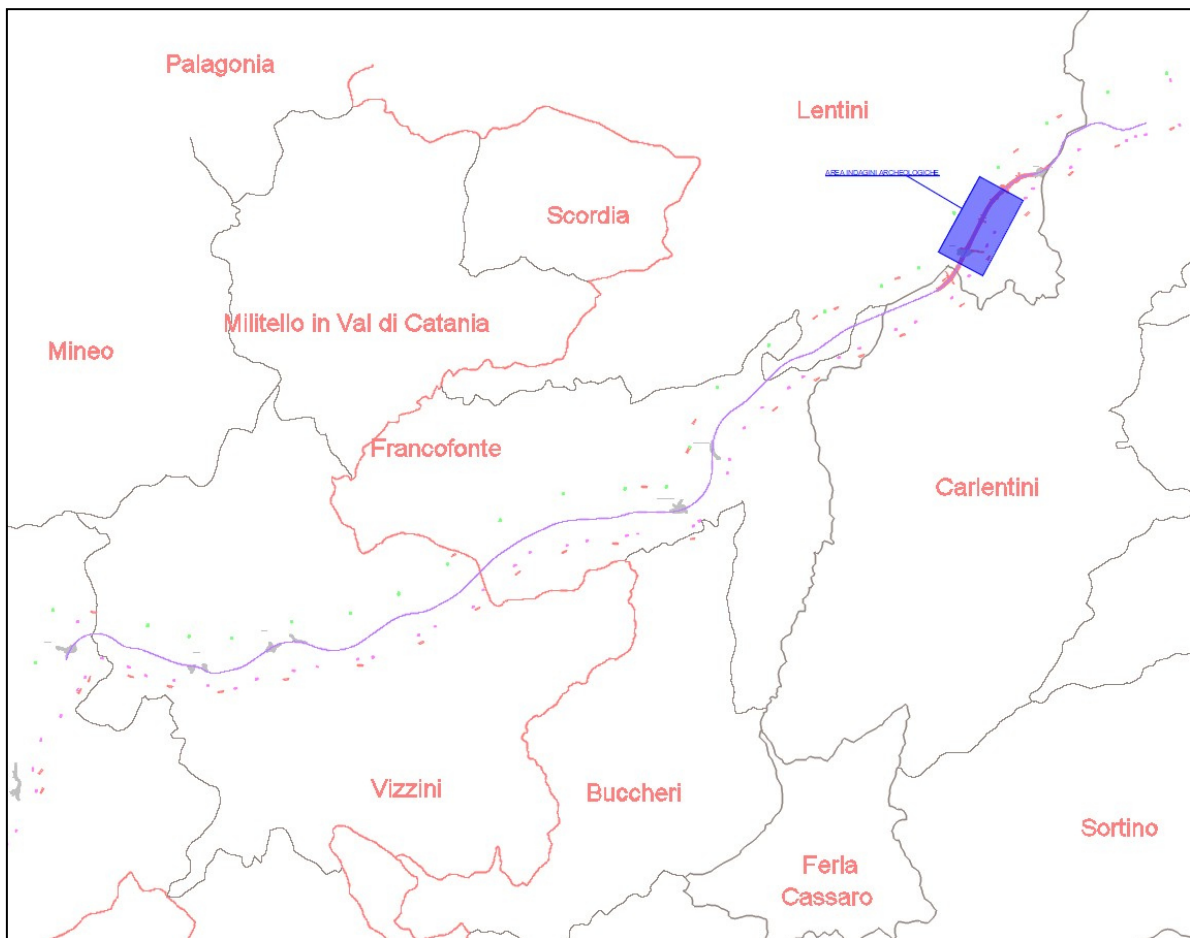 Palagonia
Lentini
AREA INDAGINI ARCHEOLOGICHE
Scordia
Militello in Val di Catania
Mineo
Francofonte
Carlentini
Vizzini
Buccheri
Sortino
Ferla
Cassaro